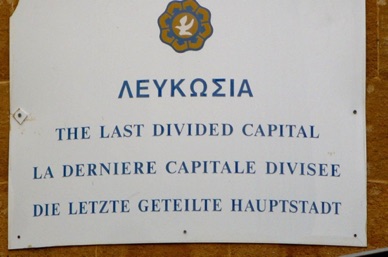 ΛΕΥΚΩΣΙΑ
THE LAST DIVIDED CAPITAL
LA DERNIERE CAPITALE DIVISEE
DIE LETZTE GETEILTE HAUPTSTADT